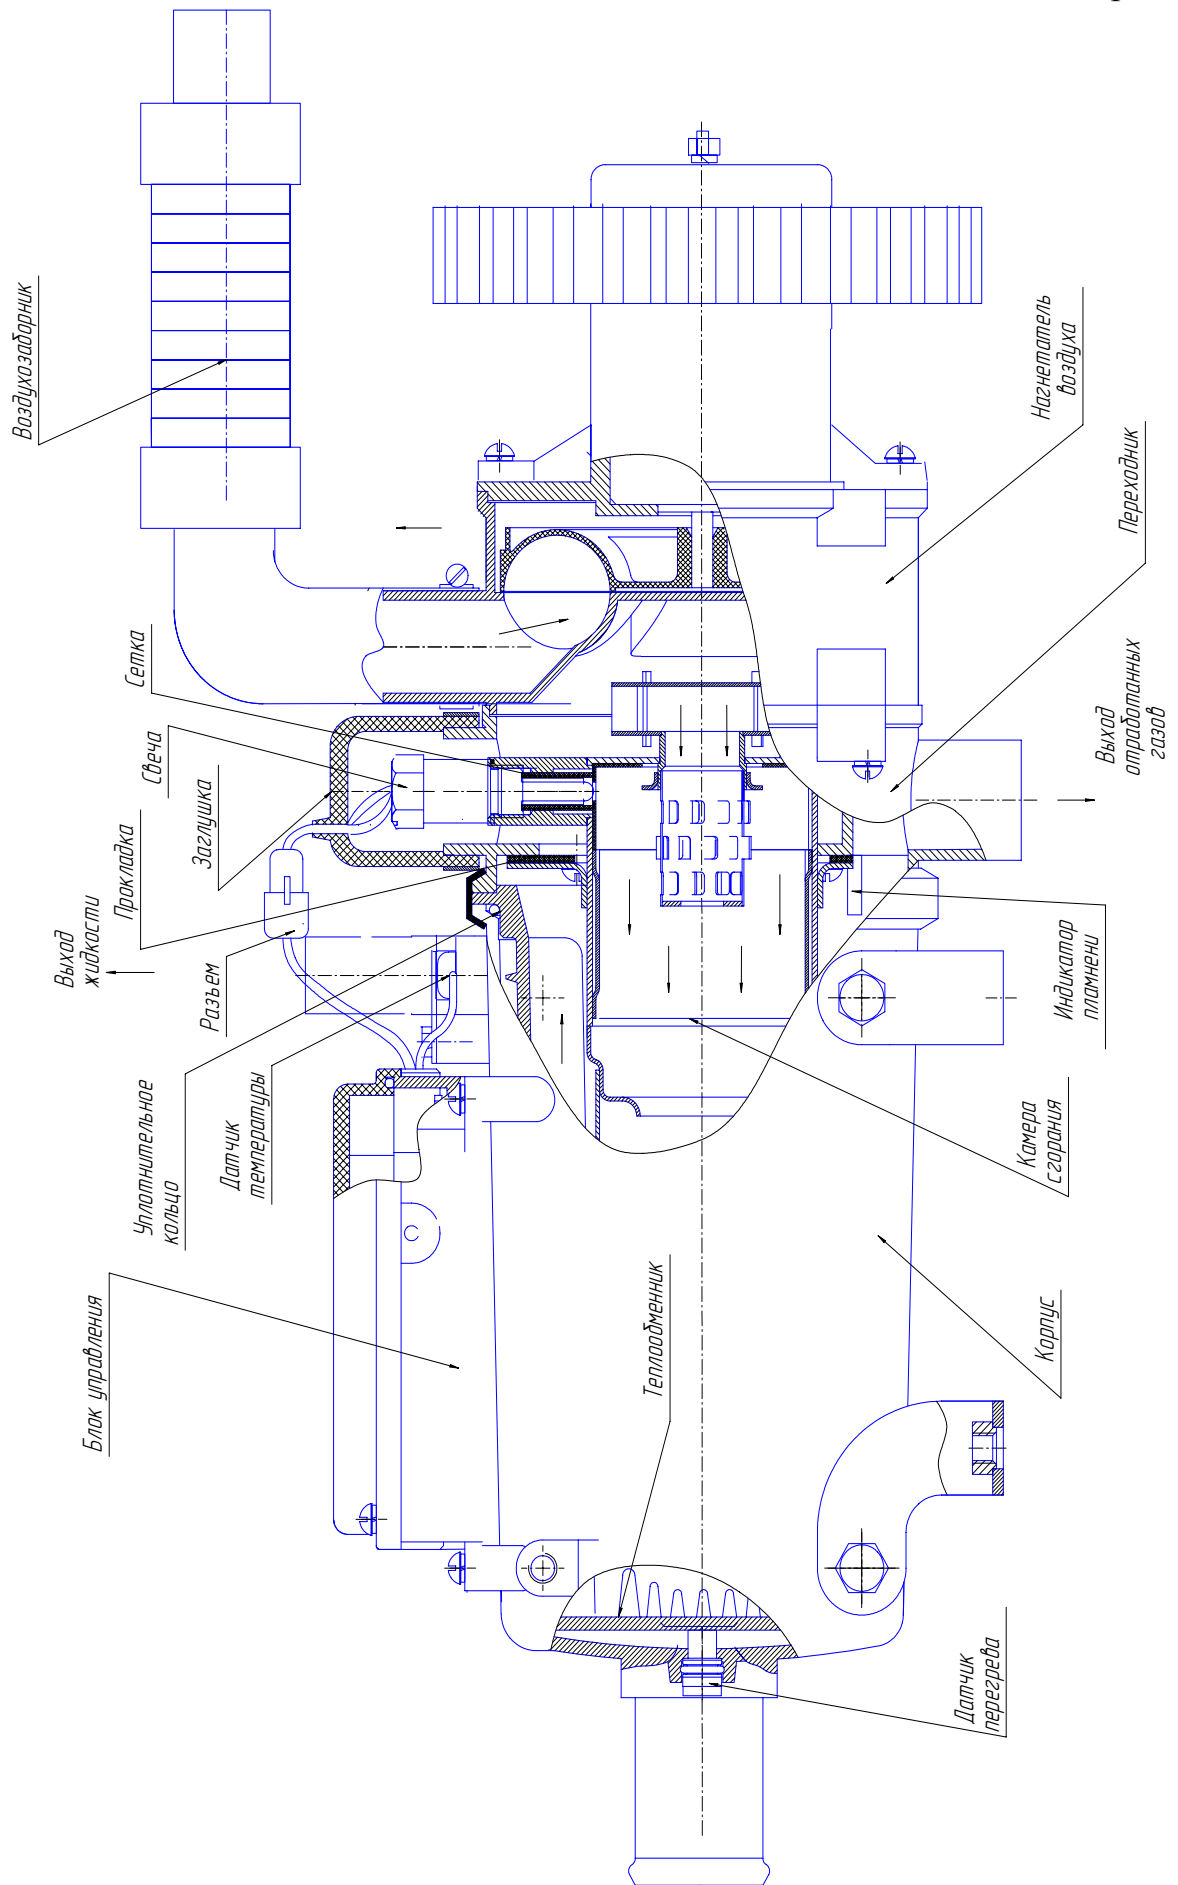 Воздухозаборник
Сетка
Свеча
Заглушка
Прокладка
Выход
жидкости
Разъем
Уплотнительное
кольцо
Датчик
температуры
Блок управления
Нагнетатель
воздуха
Переходник
Выход
отработанных
газов
Индикатор
пламнени
Камера
сгорания
Теплообменник
Корпус
Датчик
перегрева